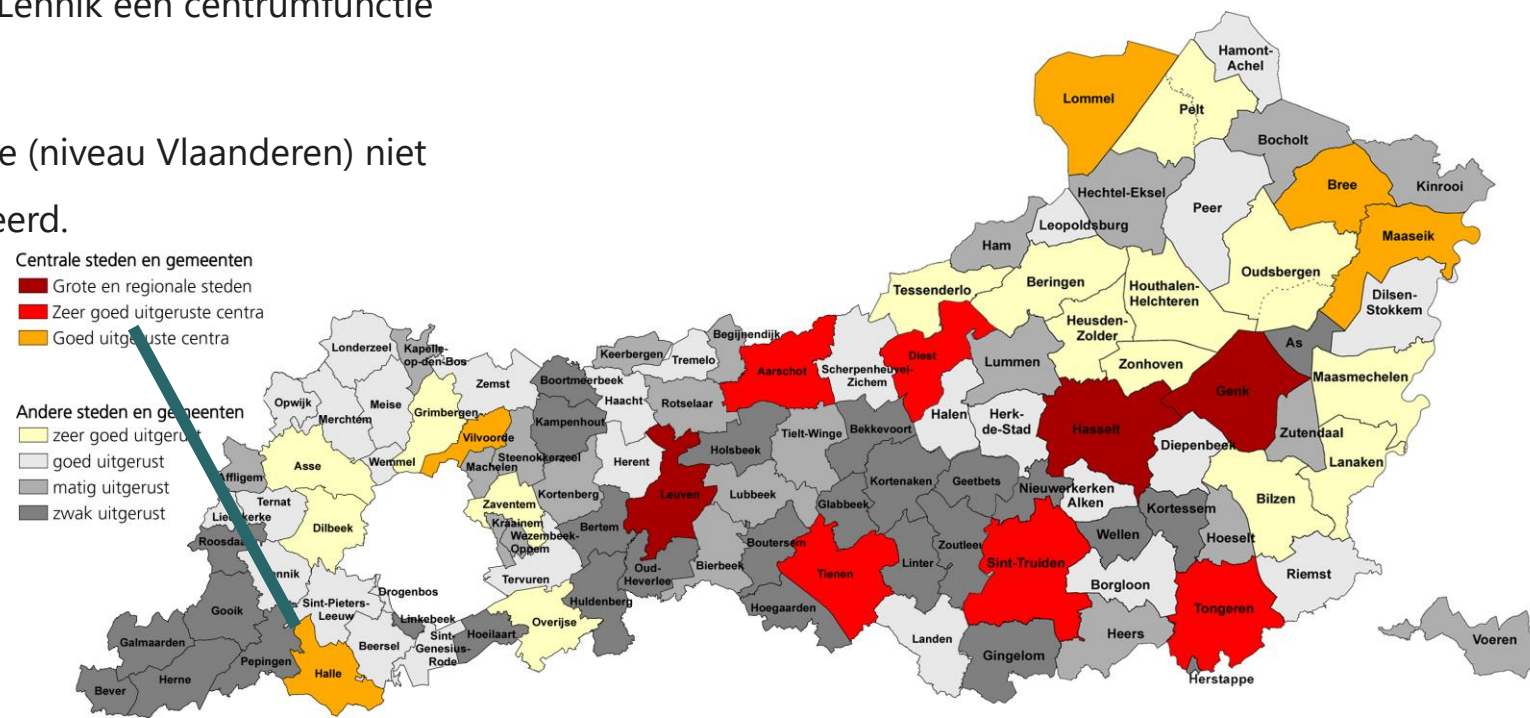 Lennik een centrumfunctie
e (niveau Vlaanderen) niet
eerd.
Centrale steden en gemeenten
Grote en regionale steden
Zeer goed uitgeruste centra
Goed uitgeruste centra
Andere steden en gemeenten
zeer goed uitgerust
goed uitgerust
matig uitgerust
zwak uitgerust
Hamont-
Achel
Lommel
Pelt
Bocholt
Hechtel-Eksel
Peer
Bree
Kinrooi
Leopoldsburg
Ham
Maaseik
Oudsbergen
Tessenderlo
Beringen
Houthalen-
Helchteren
Dilsen-
Stokkem
Heusden-
Zolder
As
Zonhoven
Maasmechelen
Genk
Londerzeel
Kapelle-
op-den-Bos
Keerbergen
Begijnendijk
Tremelo
Aarschot
Scherpenheuvel-
Zichem
Diest
Lummen
Zemst
Boortmeerbeek
Opwijk
Meise
Merchtem
Grimbergen
Haacht
Rotselaar
Halen
Herk-
de-Stad
Hasselt
Zutendaal
Diepenbeek
Lanaken
Vilvoorde
Kampenhout
Tielt-Winge
Bekkevoort
Asse
Wemmel
Machelen
Steenokkerzeel
Herent
Holsbeek
Affligem
Ternat
Zaventem
Kortenberg
Leuven
Lubbeek
Kortenaken
Geetbets
Nieuwerkerken
Alken
Bilzen
Glabbeek
Kortessem
Dilbeek
Kraainem
Wezembeek-
Oppem
Bertem
Wellen
Hoeselt
Boutersem
Zoutleeuw
Sint-Truiden
Oud-
Heverlee
Bierbeek
Tienen
Linter
Tervuren
Borgloon
Riemst
Gooik
Sint-Pieters-
Leeuw
Drogenbos
Linkebeek
Huldenberg
Hoegaarden
Tongeren
Galmaarden
Beersel
Sint-
Genesius-
Rode
Hoeilaart
Overijse
Landen
Heers
Voeren
Pepingen
Halle
Gingelom
Herne
Bever
Herstappe